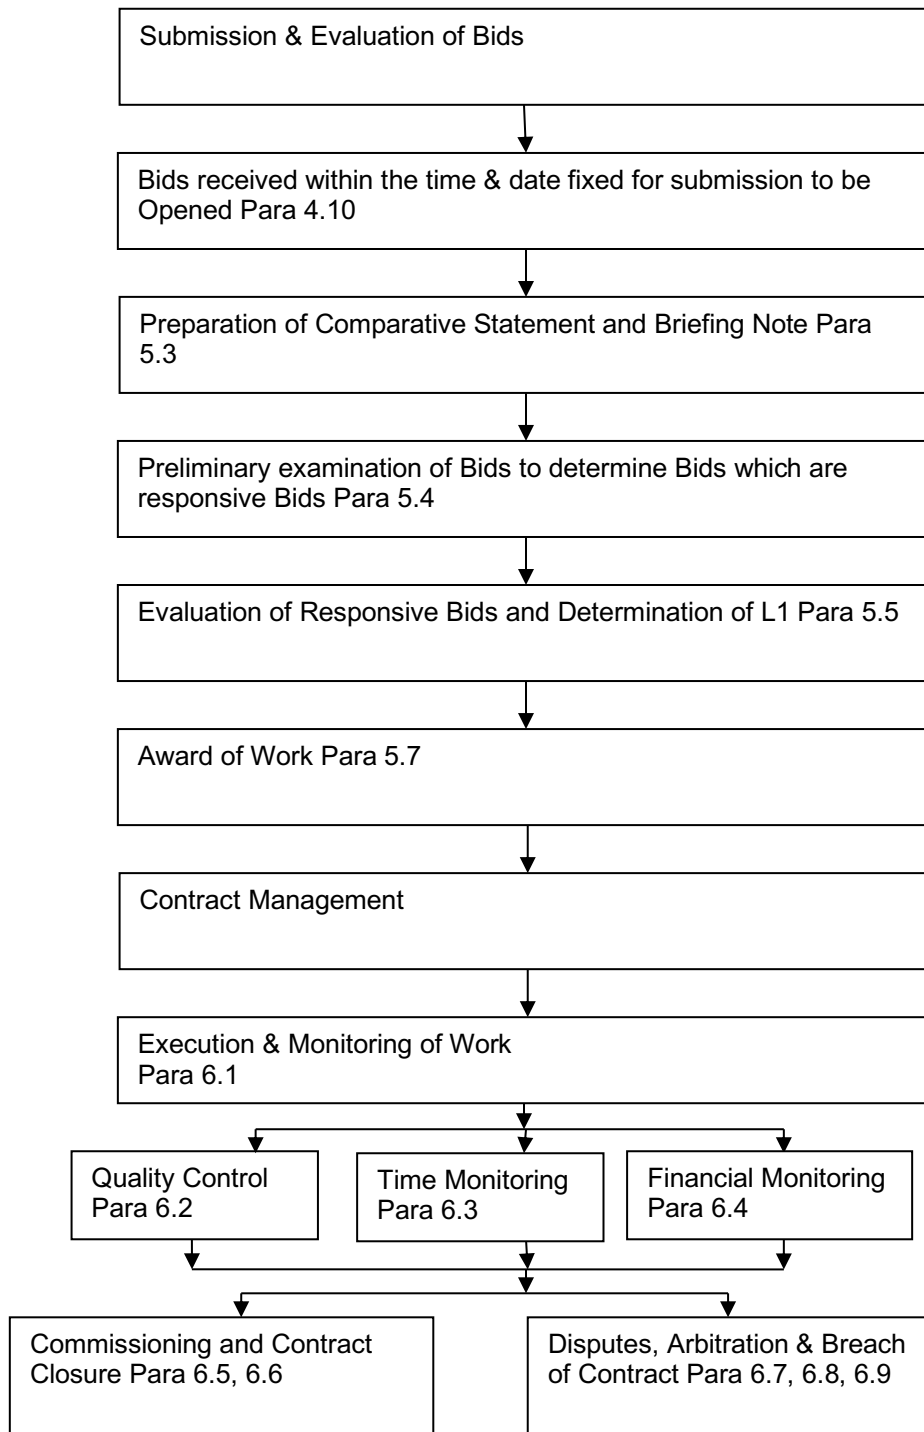 Submission & Evaluation of Bids
Bids received within the time & date fixed for submission to be
Opened Para 4.10
Preparation of Comparative Statement and Briefing Note Para
5.3
Preliminary examination of Bids to determine Bids which are
responsive Bids Para 5.4
Evaluation of Responsive Bids and Determination of L1 Para 5.5
Award of Work Para 5.7
Contract Management
Execution & Monitoring of Work
Para 6.1
Quality Control
Para 6.2
Time Monitoring
Para 6.3
Financial Monitoring
Para 6.4
Commissioning and Contract
Closure Para 6.5, 6.6
Disputes, Arbitration & Breach
of Contract Para 6.7, 6.8, 6.9